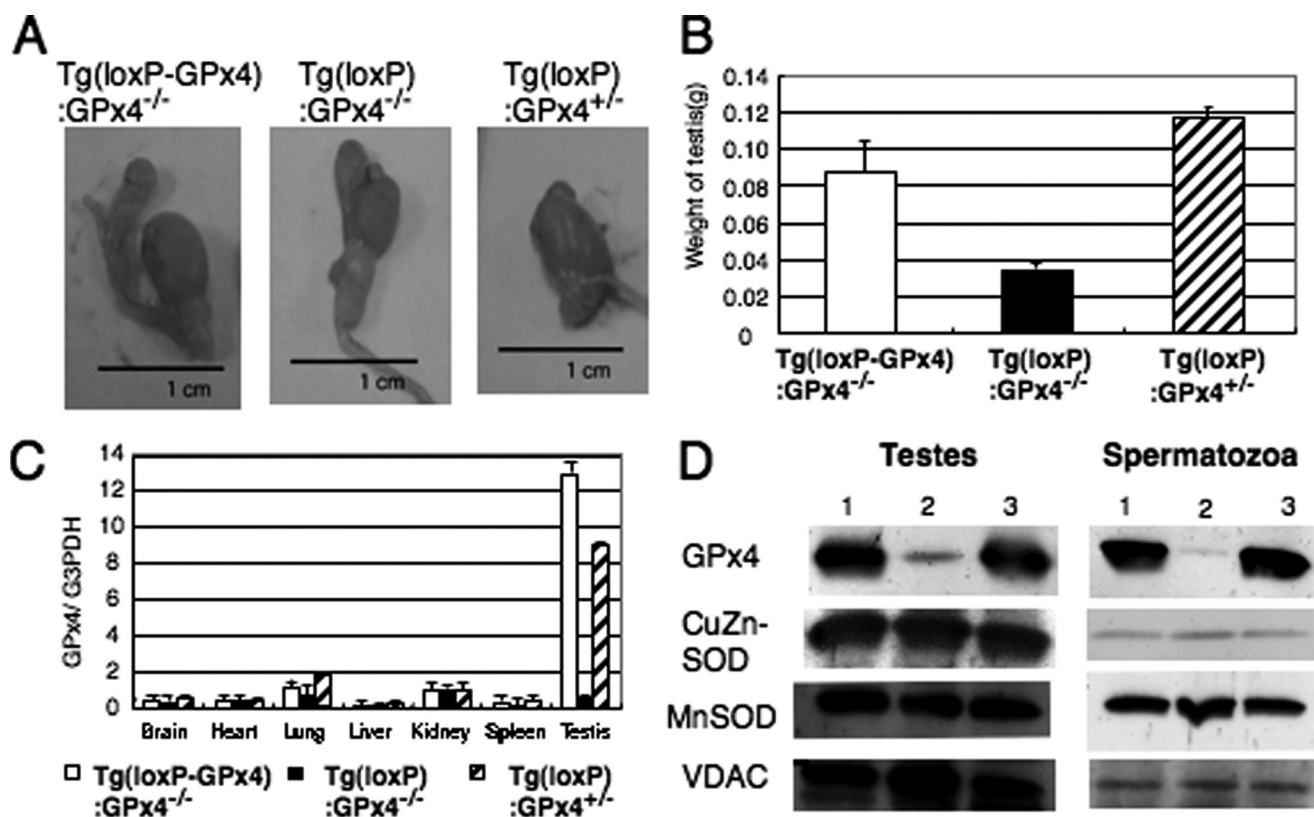 A
Tg(loxP-GPx4)
:GPx4-/-
Tg(loxP)
:GPx4-/-
Tg(loxP)
:GPx4+/-
1 cm
1 cm
1 cm
B
Weight of testis(g)
0.14
0.12
0.10
0.08
0.06
0.04
0.02
0
Tg(loxP-GPx4)
:GPx4-/-
Tg(loxP)
:GPx4-/-
Tg(loxP)
:GPx4+/-
C
GPx4/ G3PDH
14
12
10
8
6
4
2
0
Brain Heart Lung Liver Kidney Spleen Testis
Tg(loxP-GPx4)
:GPx4-/-
Tg(loxP)
:GPx4-/-
Tg(loxP)
:GPx4+/-
D
Testes Spermatozoa
1 2 3 1 2 3
GPx4
CuZn-
SOD
MnSOD
VDAC